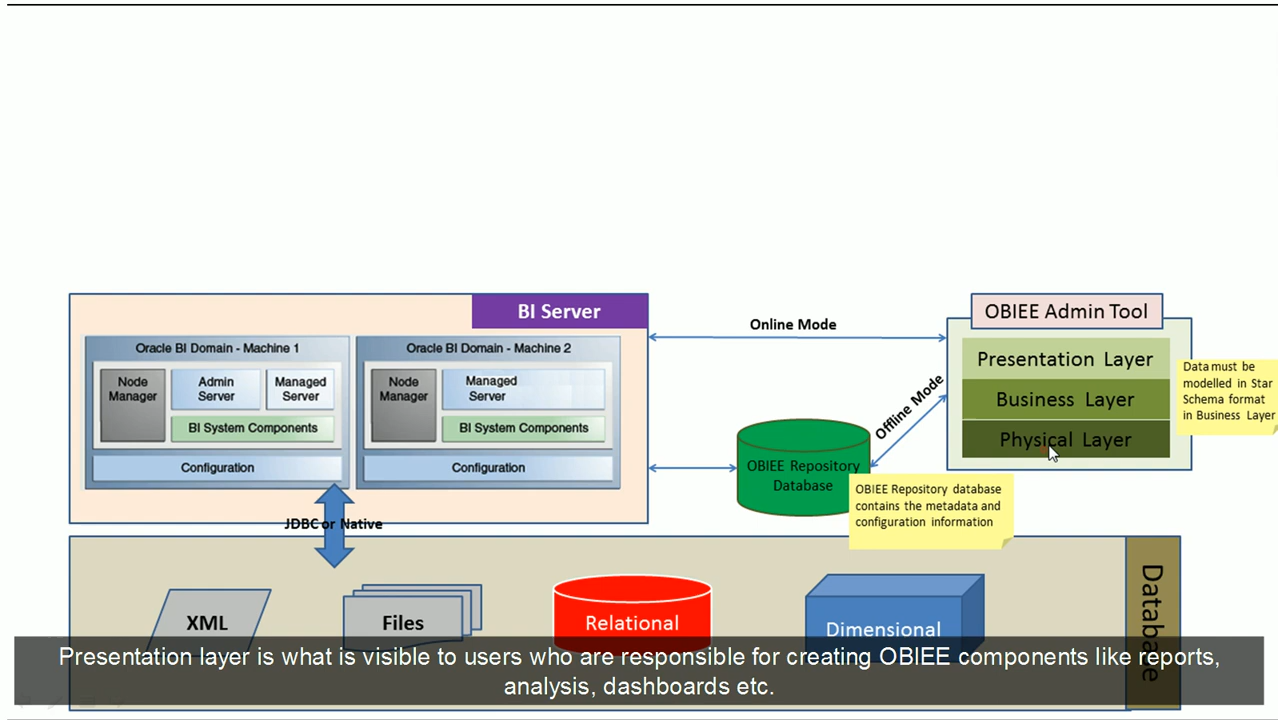 BI Server
Oracle BI Domain - Machine 1
Node
Manager
Admin
Server
Managed
Server
BI System Components
Configuration
Oracle BI Domain - Machine 2
Node
Manager
Managed
Server
BI System Components
Configuration
JDBC or Native
Online Mode
Offline Mode
OBIEE Repository
Database
OBIEE Repository database
contains the metadata and
configuration information
OBIEE Admin Tool
Presentation Layer
Business Layer
Physical Layer
Data must be
modelled in Star
Schema format
in Business Layer
XML
Files
Relational
Dimensional
Database
Presentation layer is what is visible to users who are responsible for creating OBIEE components like reports,
analysis, dashboards etc.